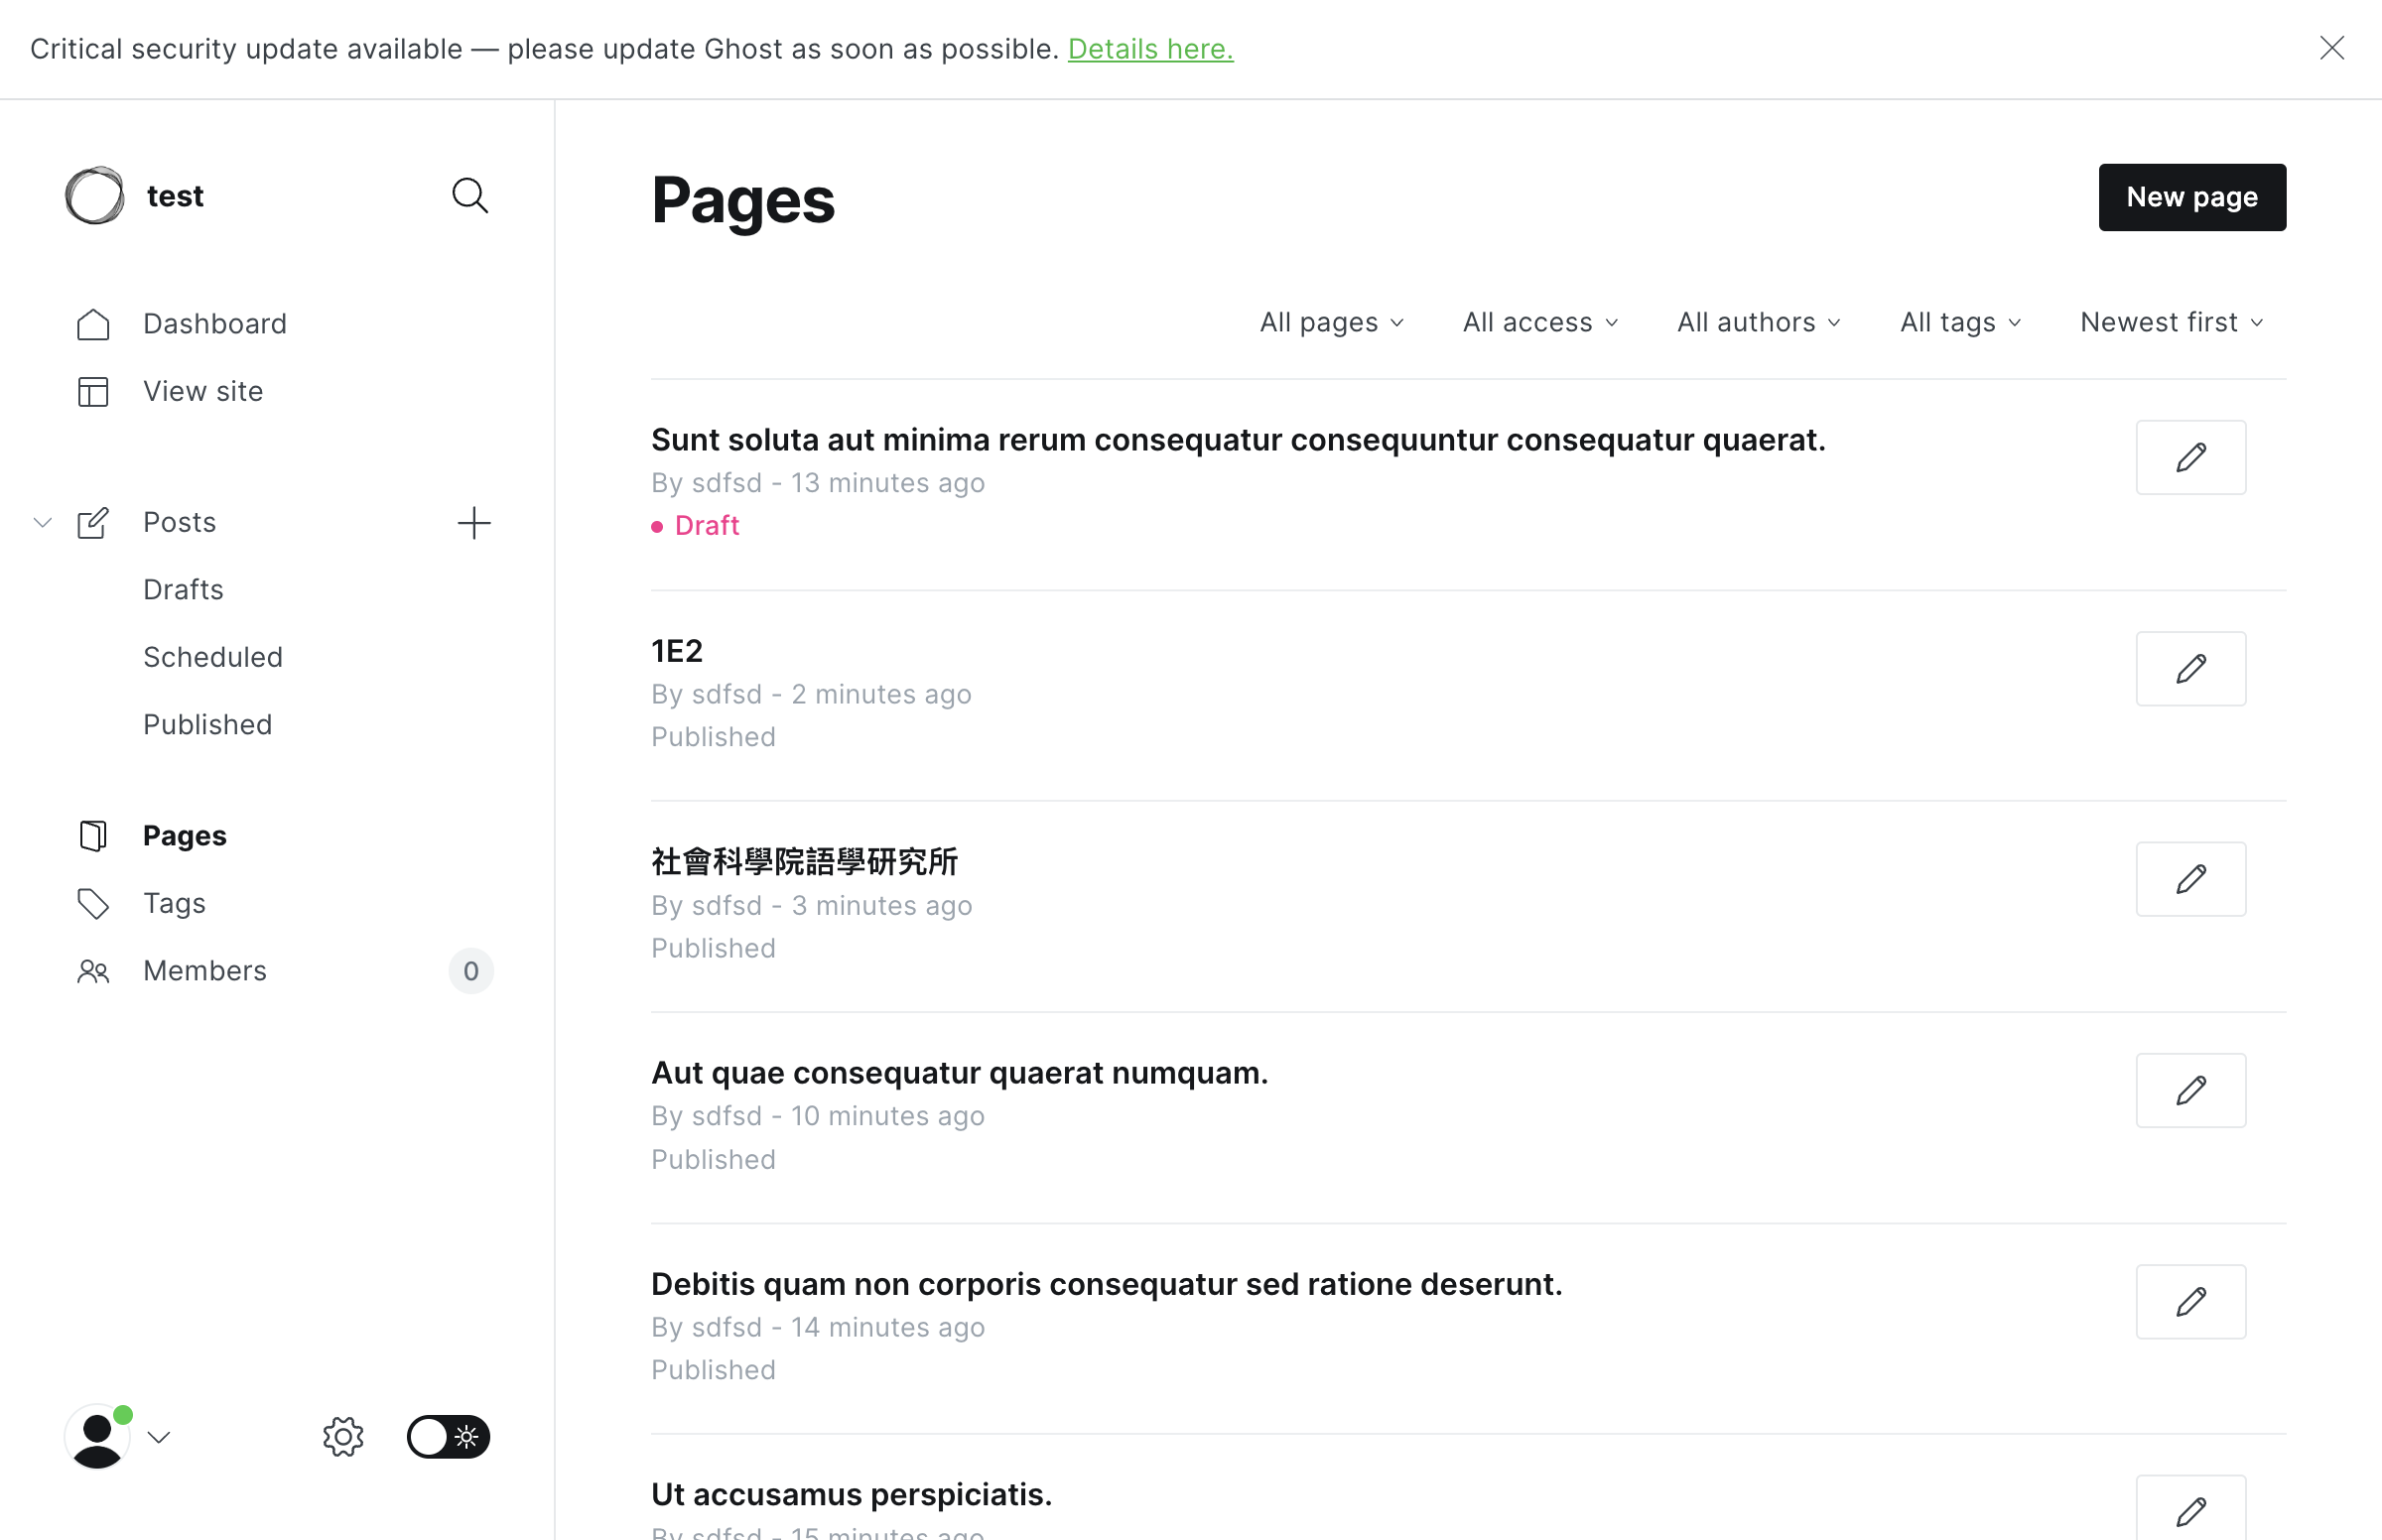 Critical security update available — please update Ghost as soon as possible. Details here.
test
Dashboard
View site
Posts
Drafts
Scheduled
Published
Pages
Tags
Members 0
Pages
New page
All pages All access All authors All tags Newest first
Sunt soluta aut minima rerum consequatur consequuntur consequatur quaerat.
By sdfsd - 13 minutes ago
Draft
1E2
By sdfsd - 2 minutes ago
Published
社會科學院語學研究所
By sdfsd - 3 minutes ago
Published
Aut quae consequatur quaerat numquam.
By sdfsd - 10 minutes ago
Published
Debitis quam non corporis consequatur sed ratione deserunt.
By sdfsd - 14 minutes ago
Published
Ut accusamus perspiciatis.
By sdfsd - 15 minutes ago